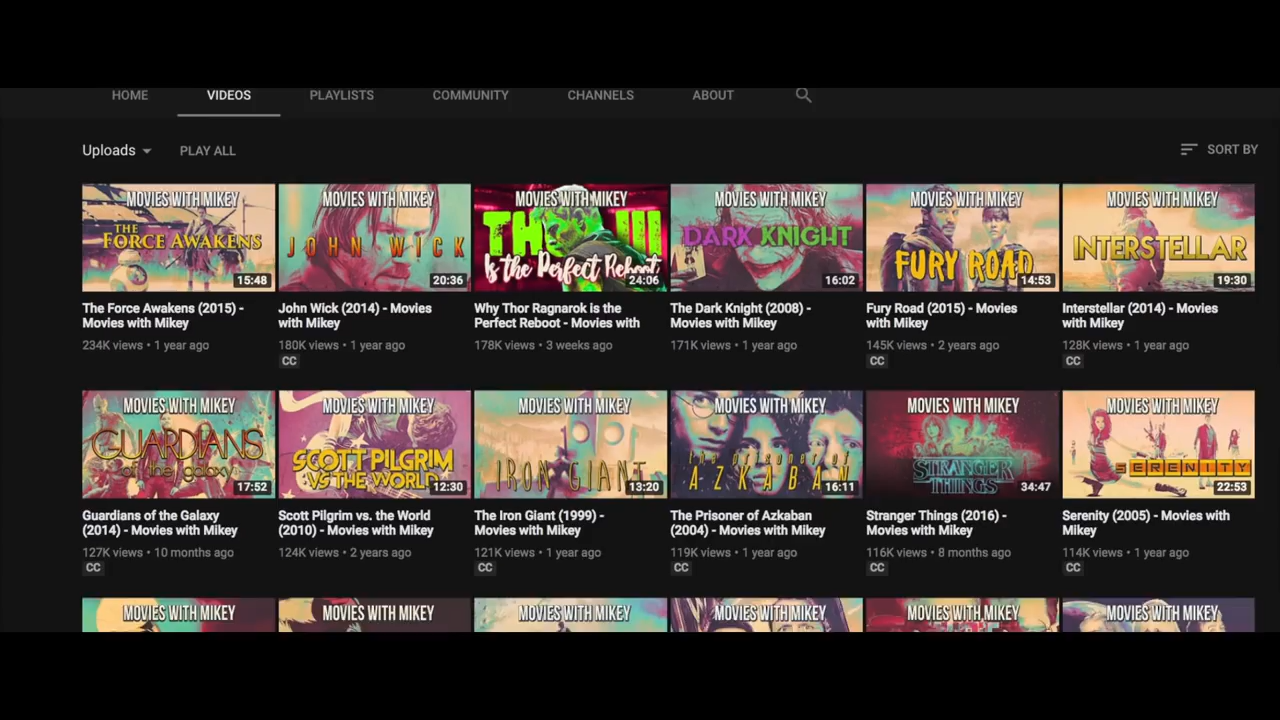 HOME VIDEOS PLAYLISTS COMMUNITY CHANNELS ABOUT
Uploads PLAY ALL SORT BY
MOVIES WITH MIKEY
THE
FORCE AWAKENS
15:48
MOVIES WITH MIKEY
JOHN WICK
20:36
MOVIES WITH MIKEY
Is the Perfect Reboot
24:06
MOVIES WITH MIKEY
DARK KNIGHT
16:02
MOVIES WITH MIKEY
FURY ROAD
14:53
MOVIES WITH MIKEY
INTERSTELLAR
19:30
The Force Awakens (2015) -
Movies with Mikey
234K views • 1 year ago
John Wick (2014) - Movies
with Mikey
180K views • 1 year ago
CC
Why Thor Ragnarok is the
Perfect Reboot - Movies with
178K views • 3 weeks ago
The Dark Knight (2008) -
Movies with Mikey
171K views • 1 year ago
Fury Road (2015) - Movies
with Mikey
145K views • 2 years ago
CC
Interstellar (2014) - Movies
with Mikey
128K views • 1 year ago
CC
MOVIES WITH MIKEY
GUARDIANS
of the galaxy
17:52
MOVIES WITH MIKEY
SCOTT PILGRIM
VS THE WORLD
12:30
MOVIES WITH MIKEY
IRON GIANT
13:20
MOVIES WITH MIKEY
the prisoner of
AZKABAN
16:11
MOVIES WITH MIKEY
STRANGER
THINGS
34:47
MOVIES WITH MIKEY
SERENITY
22:53
Guardians of the Galaxy
(2014) - Movies with Mikey
127K views • 10 months ago
CC
Scott Pilgrim vs. the World
(2010) - Movies with Mikey
124K views • 2 years ago
The Iron Giant (1999) -
Movies with Mikey
121K views • 1 year ago
CC
The Prisoner of Azkaban
(2004) - Movies with Mikey
119K views • 1 year ago
CC
Stranger Things (2016) -
Movies with Mikey
116K views • 8 months ago
CC
Serenity (2005) - Movies with
Mikey
114K views • 1 year ago
CC
MOVIES WITH MIKEY
MOVIES WITH MIKEY
MOVIES WITH MIKEY
MOVIES WITH MIKEY
MOVIES WITH MIKEY
MOVIES WITH MIKEY